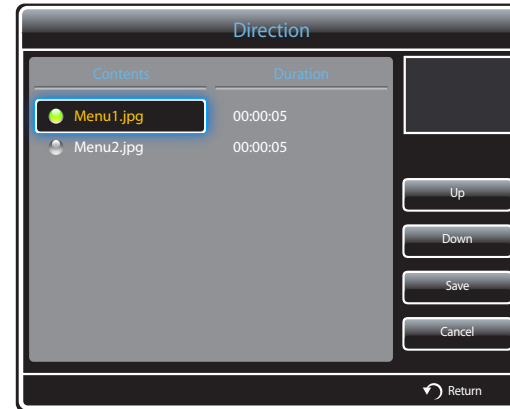 Direction
Contents Duration
Menu1.jpg 00:00:05
Menu2.jpg 00:00:05
Up
Down
Save
Cancel
Return